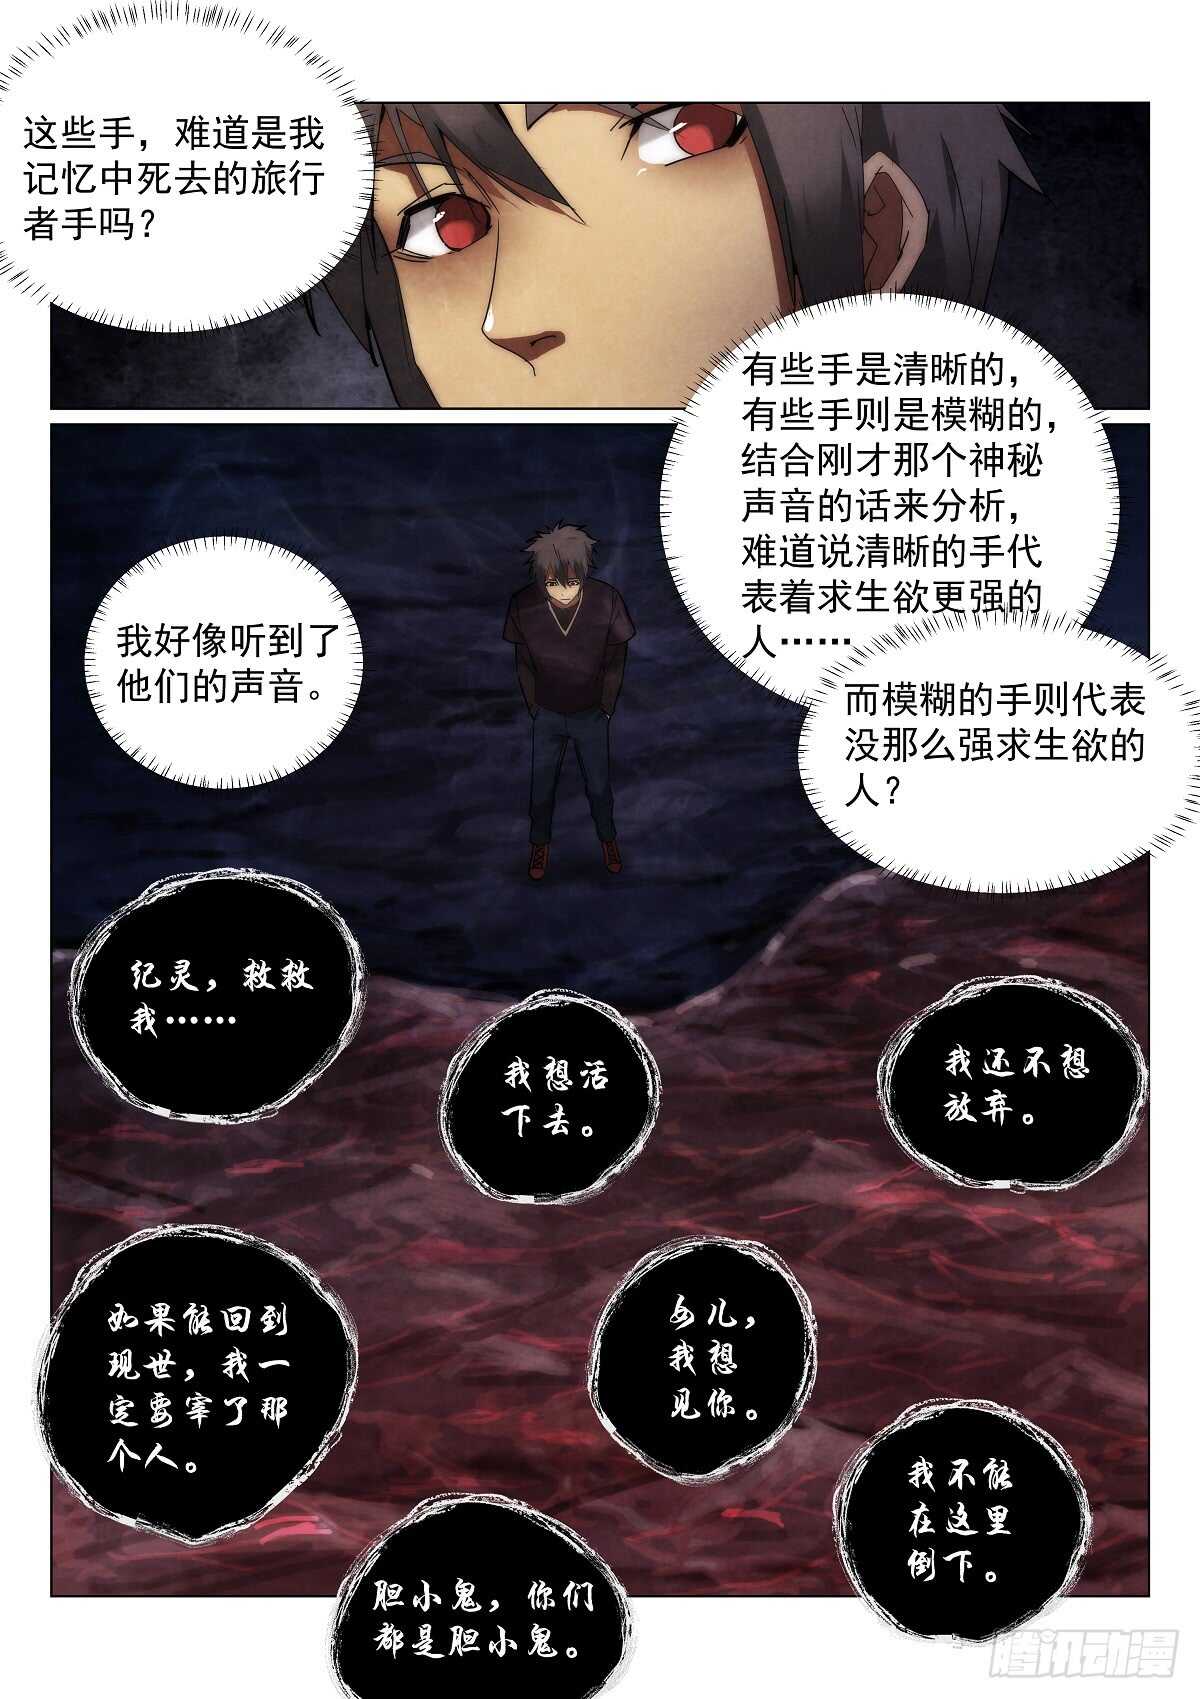 这些手，难道是我
记忆中死去的旅行
者手吗？
有些手是清晰的，
有些手则是模糊的，
结合刚才那个神秘
声音的话来分析，
难道说清晰的手代
表着求生欲更强的
人……
而模糊的手则代表
没那么强求生欲的
人？
我好像听到了
他们的声音。
纪灵，救救
我……
我想活
下去。
我还不想
放弃。
如果能回到
现世，我一
定要宰了那
个人。
女儿，
我想
见你。
我不能
在这里
倒下。
胆小鬼，你们
都是胆小鬼。
腾讯动漫